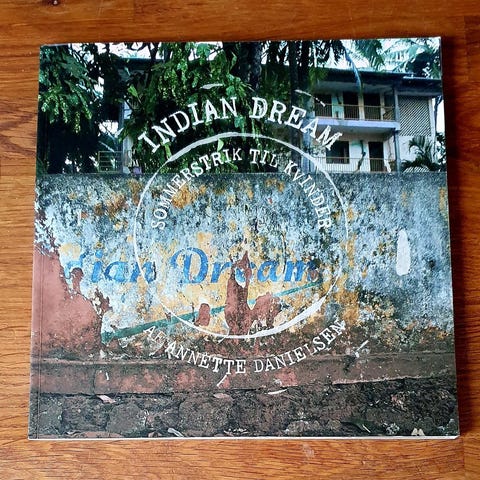 INDIAN DREAM
SOMMERSTRIK TIL KVINDER
dian Dream
AF ANNETTE DANIELSEN